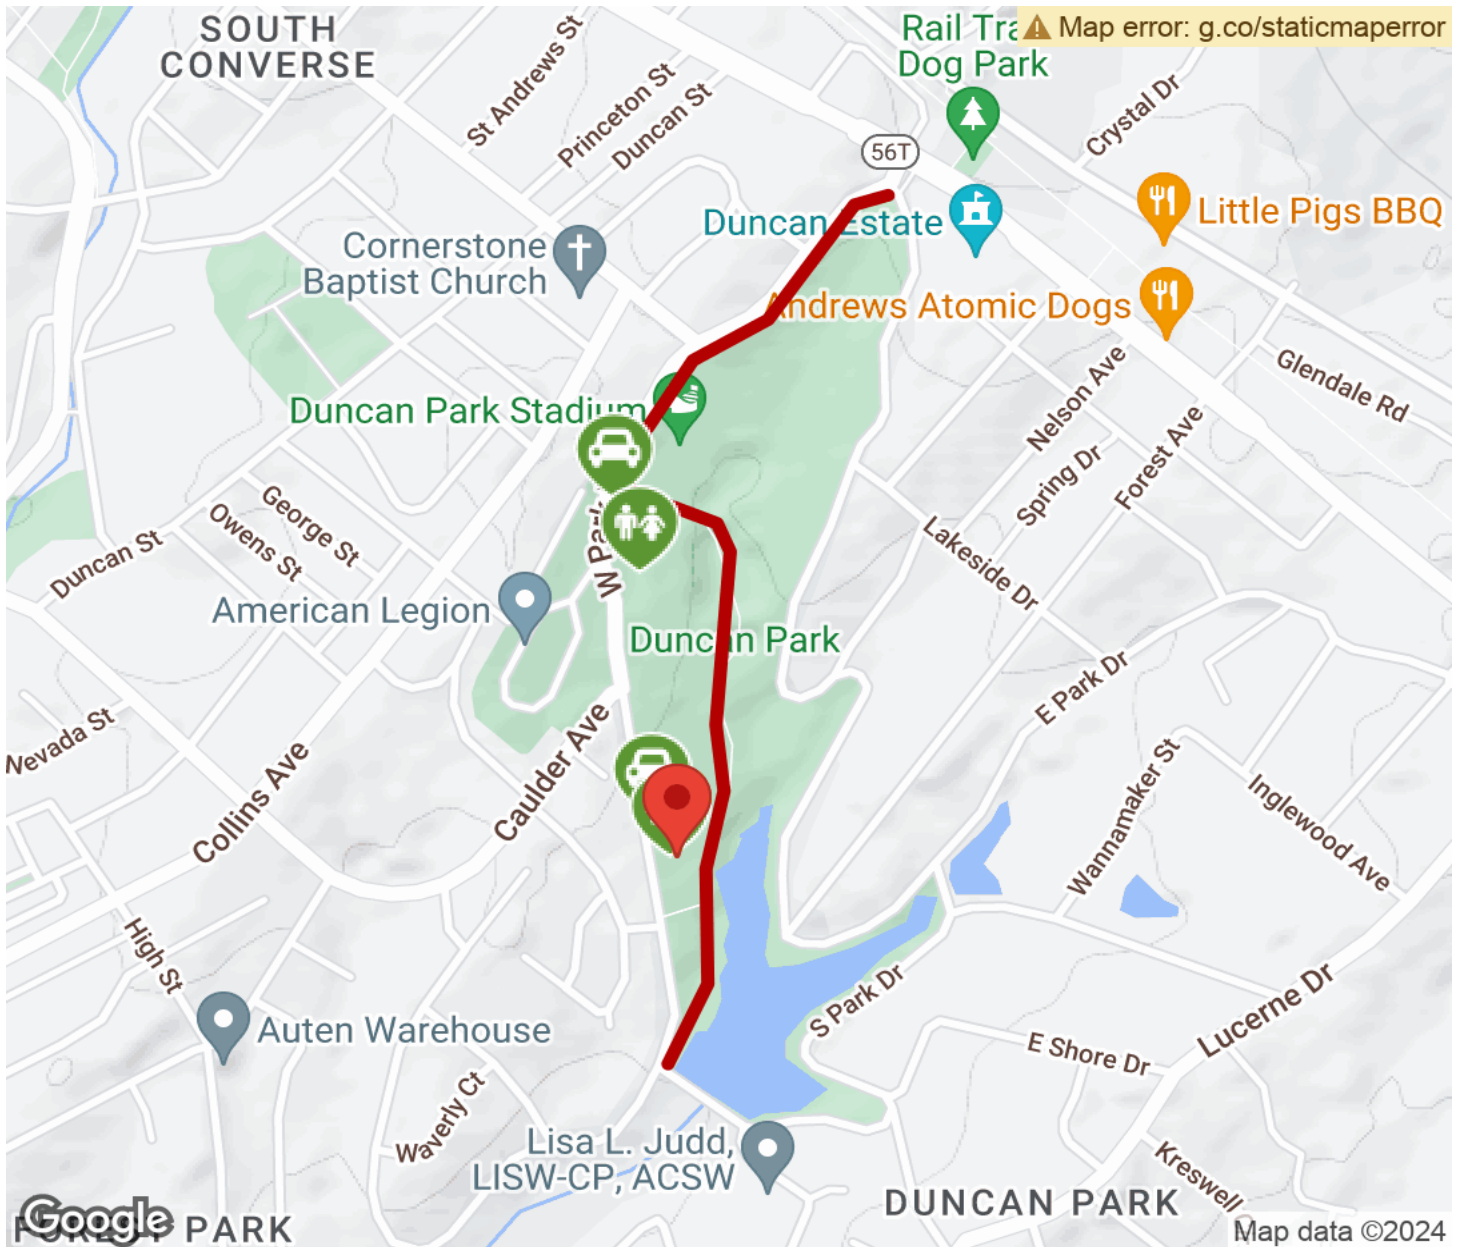 SOUTH
CONVERSE
St Andrews St
Princeton St
Duncan St
Rail Tra
Dog Park
Map error: g.co/staticmaperror
Crystal Dr
56T
Duncan Estate
Little Pigs BBQ
Cornerstone
Baptist Church
Andrews Atomic Dogs
Glendale Rd
Nelson Ave
Forest Ave
Spring Dr
Duncan Park Stadium
George St
Owens St
Duncan St
W Park
Lakeside Dr
American Legion
Duncan Park
E Park Dr
Nevada St
Collins Ave
Caulder Ave
Wannamaker St
Inglewood Ave
High St
S Park Dr
Lucerne Dr
Auten Warehouse
E Shore Dr
Waverly Ct
Lisa L. Judd,
LISW-CP, ACSW
Kreswell
DUNCAN PARK
Google
FOREST PARK
Map data ©2024